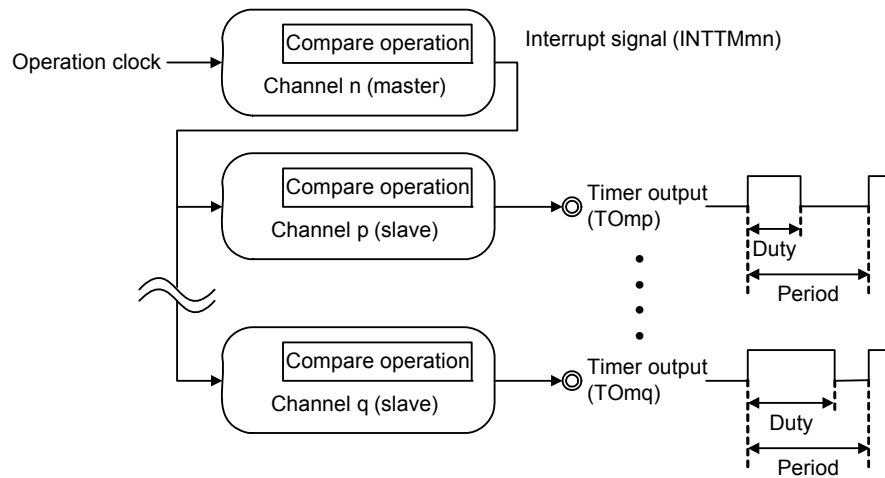 Compare operation
Interrupt signal (INTTMmn)
Operation clock
Channel n (master)
Compare operation
Channel p (slave)
Timer output
(TOmp)
Duty
Period
Compare operation
Channel q (slave)
Timer output
(TOmq)
Duty
Period